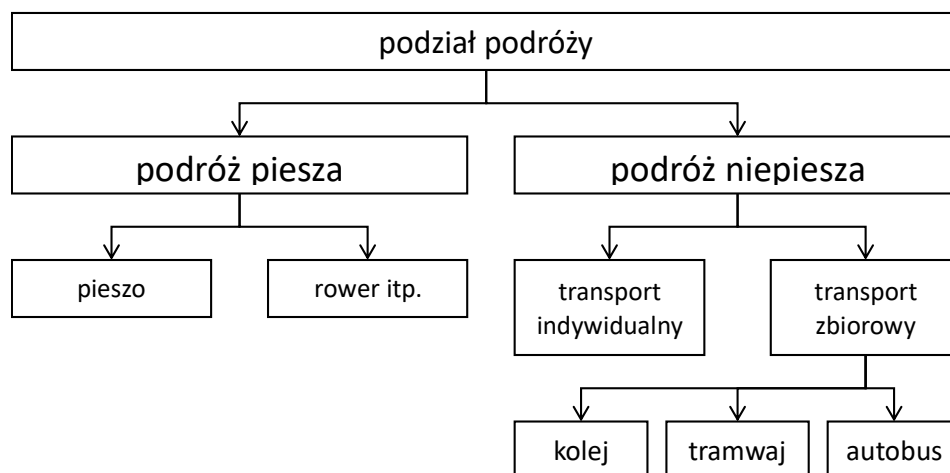 podział podróży
podróż piesza
podróż niepiesza
pieszo
rower itp.
transport
indywidualny
transport
zbiorowy
kolej
tramwaj
autobus